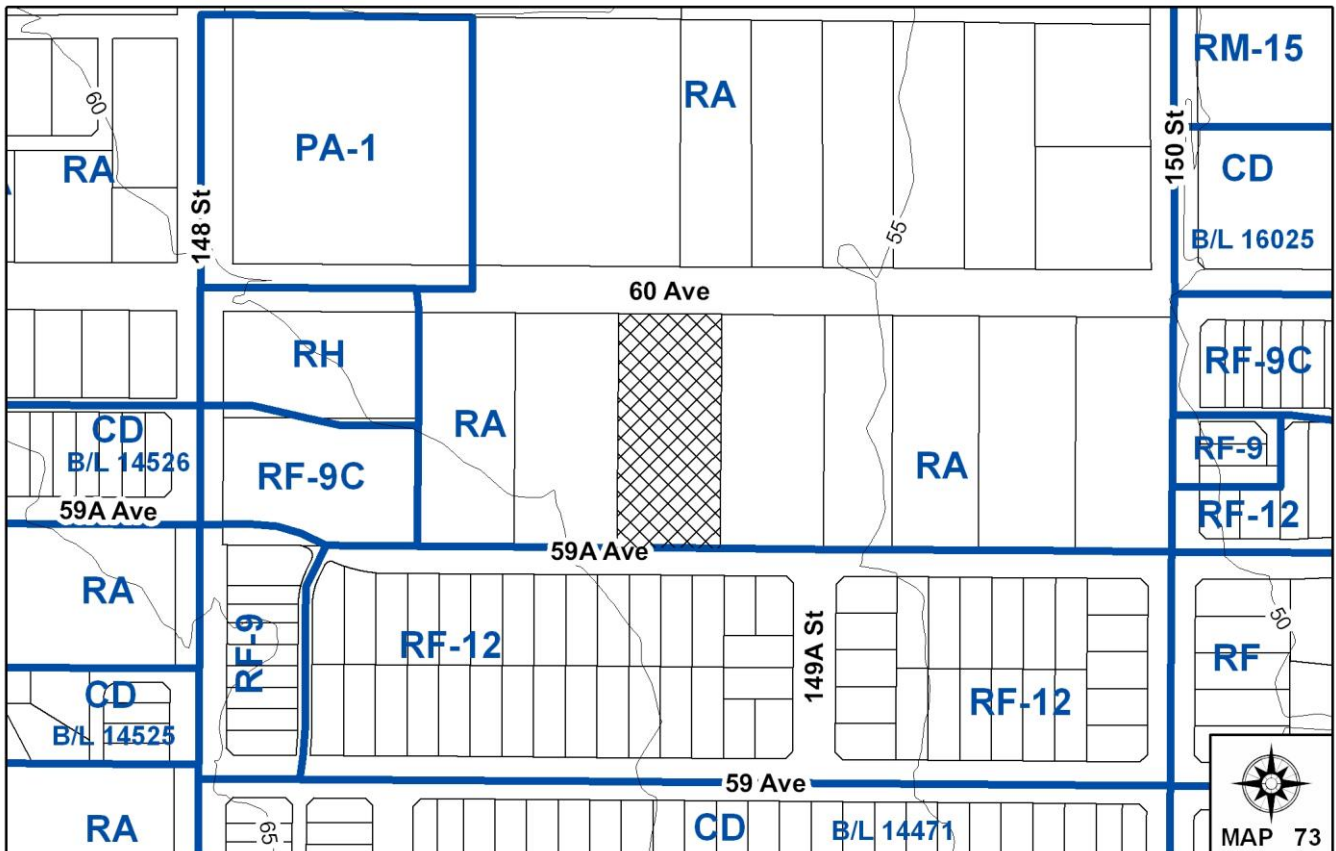 RM-15
RA
PA-1
60
RA
150 St
CD
148 St
B/L 16025
55
60 Ave
RH
RF-9C
RA
CD
B/L 14526
RF-9C
RA
RF-9
59A Ave
RF-12
59A Ave
RA
149A St
50
RF-9
RF-12
RF
CD
RF-12
B/L 14525
59 Ave
65
RA
CD
B/L 14471
MAP 73